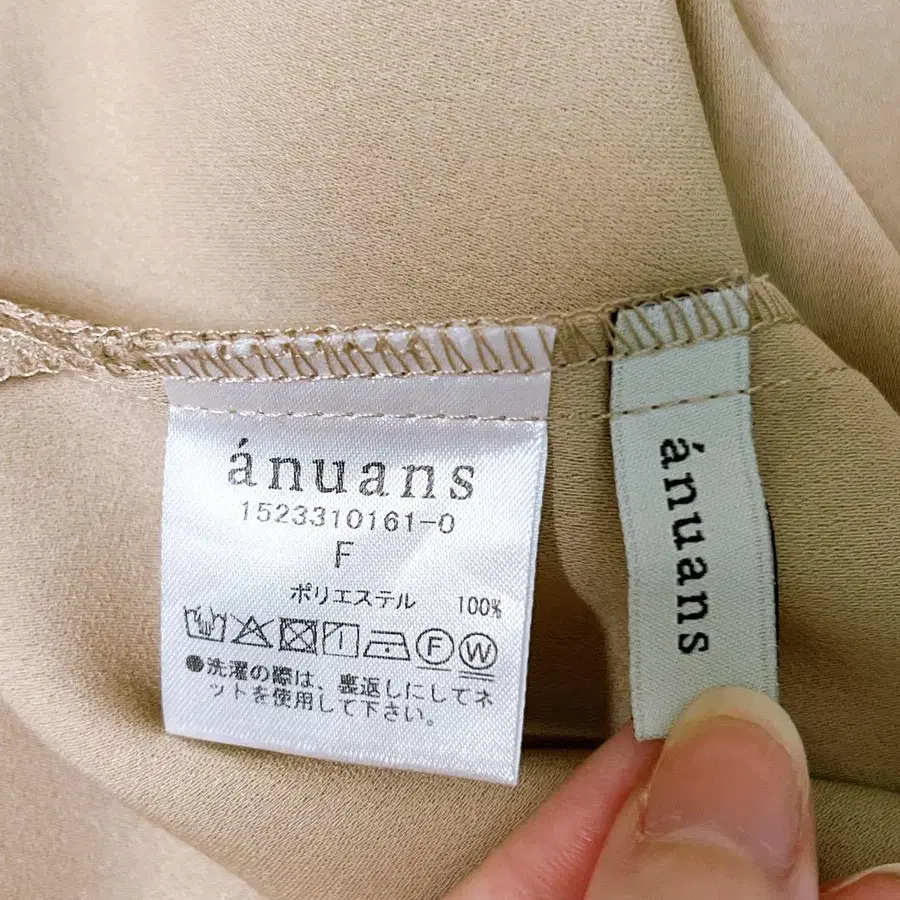 ánuans
1523310161-0
F
ポリエステル 100%
F W
●洗濯の際は、裏返しにしてネ
ットを使用して下さい。
ánuans